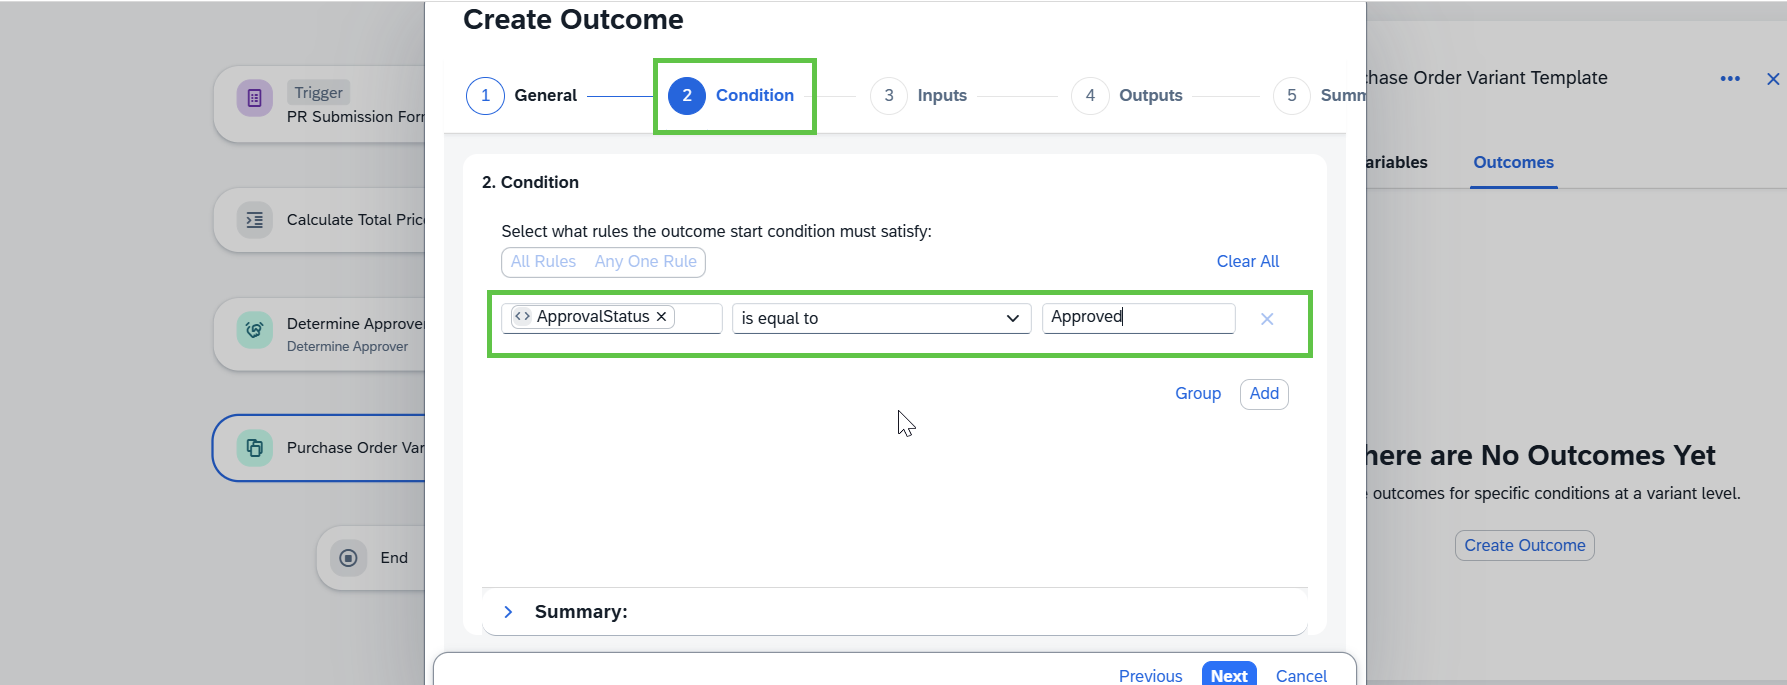 Create Outcome
1 General
2 Condition
3 Inputs
4 Outputs
5 Summ
Trigger
PR Submission For
Calculate Total Pric
Determine Approve
Determine Approver
Purchase Order Var
End
2. Condition
Select what rules the outcome start condition must satisfy:
All Rules Any One Rule
Clear All
ApprovalStatus
is equal to
Approved
Group Add
Summary:
Previous Next Cancel
hase Order Variant Template
ariables Outcomes
here are No Outcomes Yet
outcomes for specific conditions at a variant level.
Create Outcome